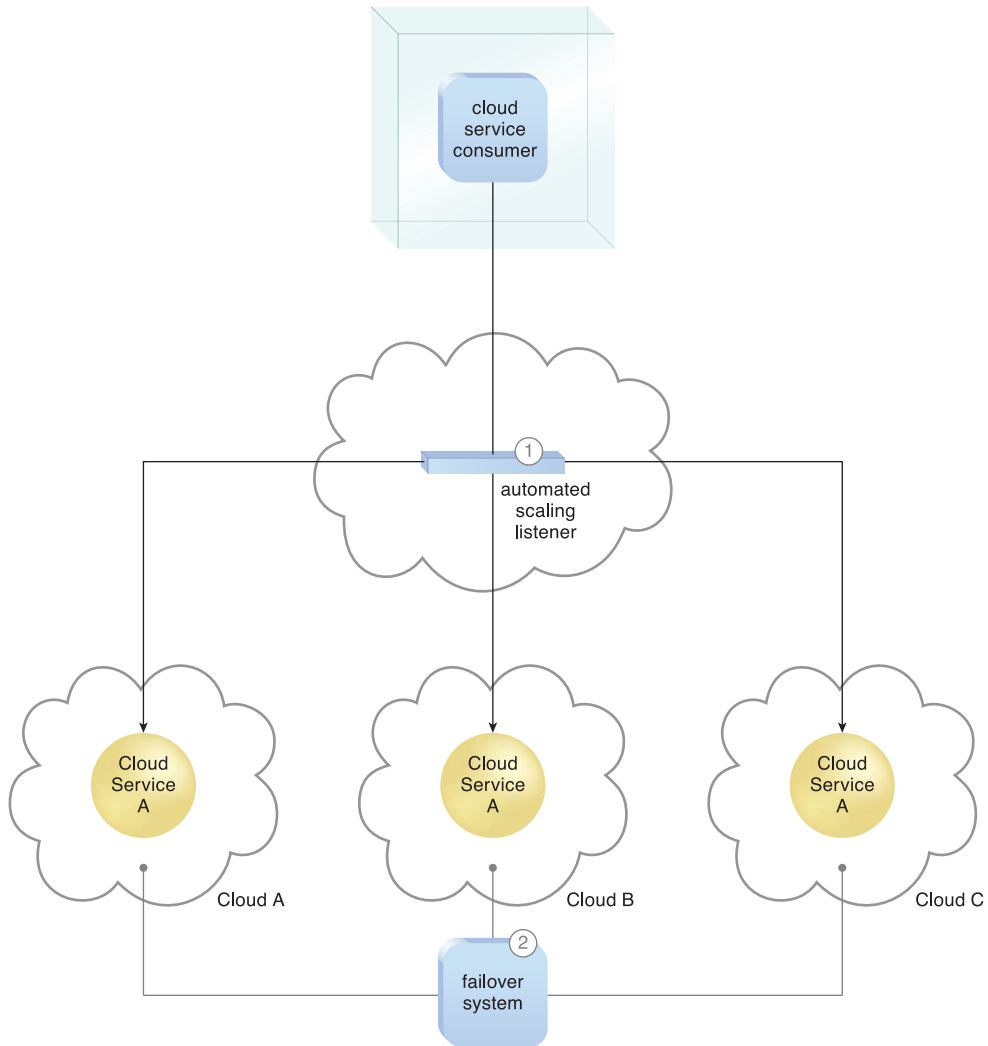 cloud
service
consumer
1
automated
scaling
listener
Cloud
Service
A
Cloud
Service
A
Cloud
Service
A
Cloud A
Cloud B
Cloud C
2
failover
system